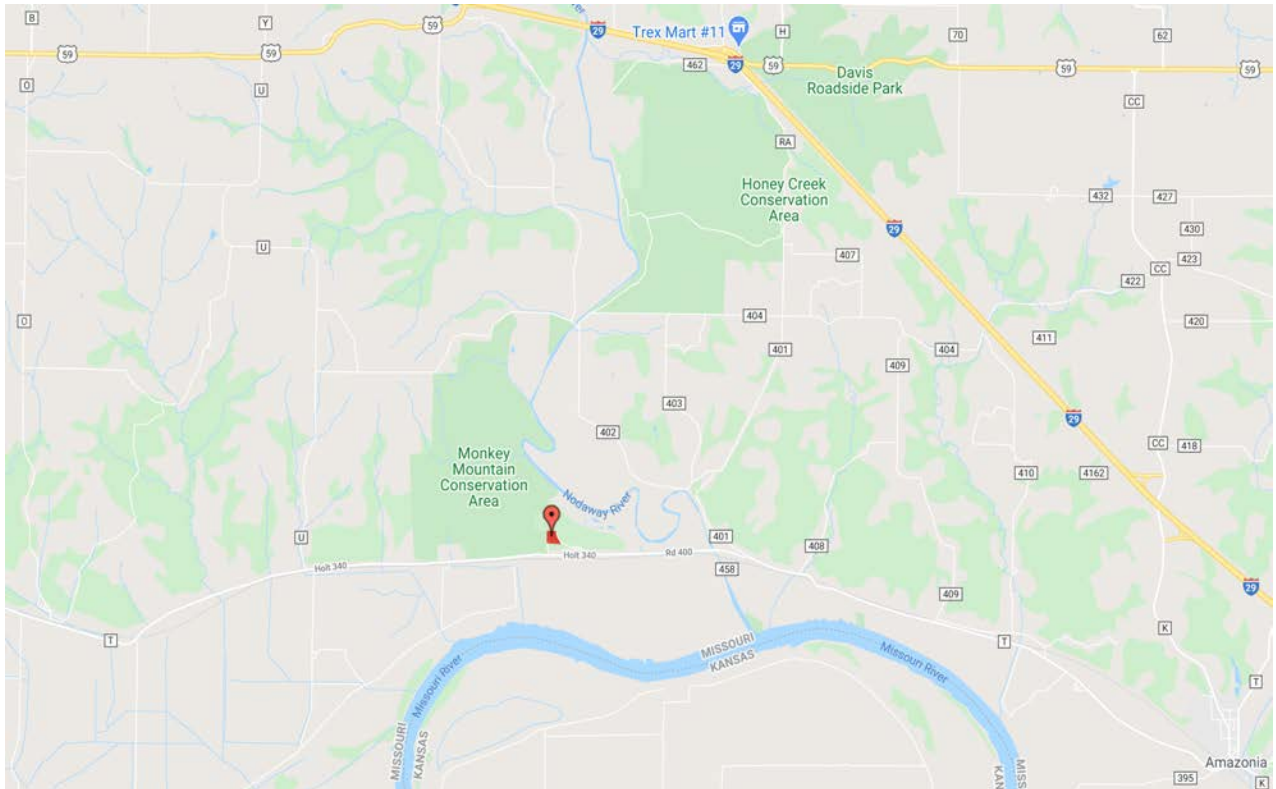 B
Y
59
59
29
Trex Mart #11
H
70
62
59
462
29
59
59
59
O
U
Davis
Roadside Park
CC
RA
Honey Creek
Conservation
Area
432
427
29
430
U
407
423
CC
422
O
404
420
411
401
404
409
403
29
402
CC
418
Monkey
Mountain
Conservation
Area
410
4162
Nodaway River
U
401
408
Holt 340
Rd 400
Holt 340
458
29
409
T
T
K
MISSOURI
KANSAS
Missouri River
Missouri River
T
MISSOURI
KANSAS
MISS
KAN
Amazonia
395
K